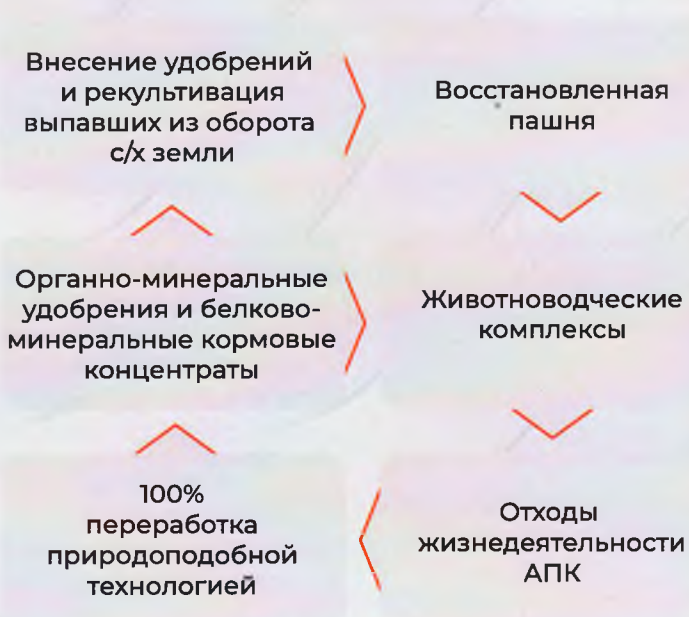 Внесение удобрений
и рекультивация
выпавших из оборота
с/х земли
Восстановленная
пашня
Органно-минеральные
удобрения и белково-
минеральные кормовые
концентраты
Животноводческие
комплексы
100%
переработка
природоподобной
технологией
Отходы
жизнедеятельности
АПК